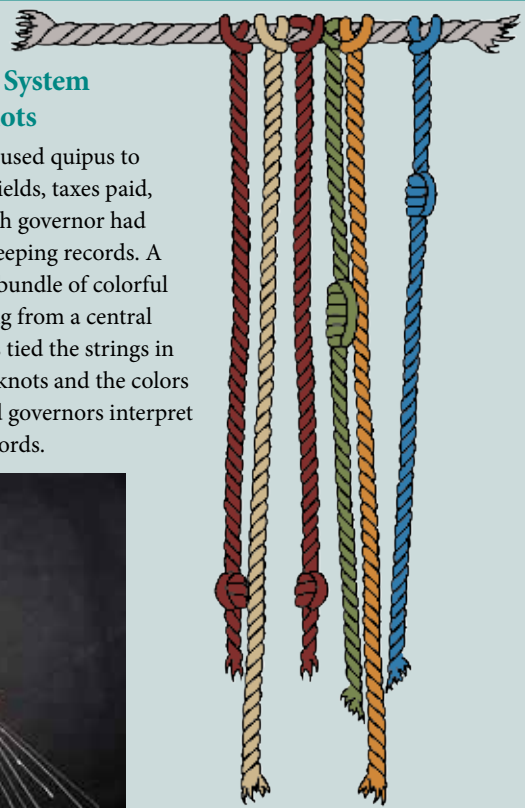 System
ots
used quipus to
ields, taxes paid,
h governor had
eeping records. A
bundle of colorful
g from a central
tied the strings in
knots and the colors
d governors interpret
ords.